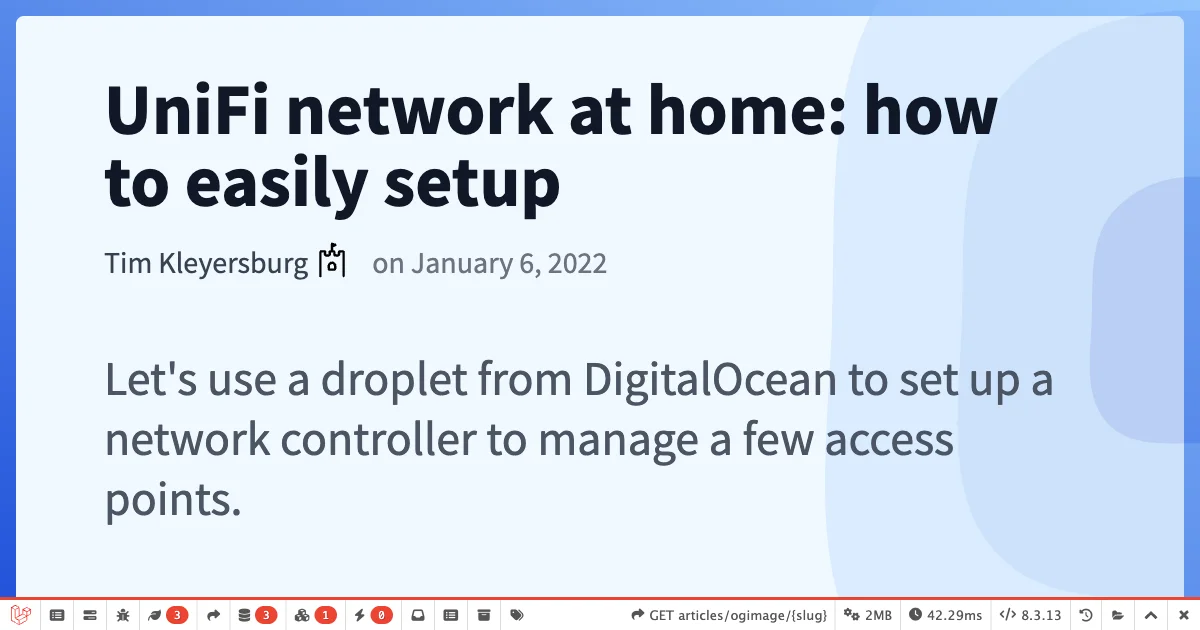 UniFi network at home: how
to easily setup
Tim Kleyersburg on January 6, 2022
Let's use a droplet from DigitalOcean to set up a
network controller to manage a few access
points.
3 3 1 0 GET articles/ogimage/{slug} 2MB 42.29ms 8.3.13